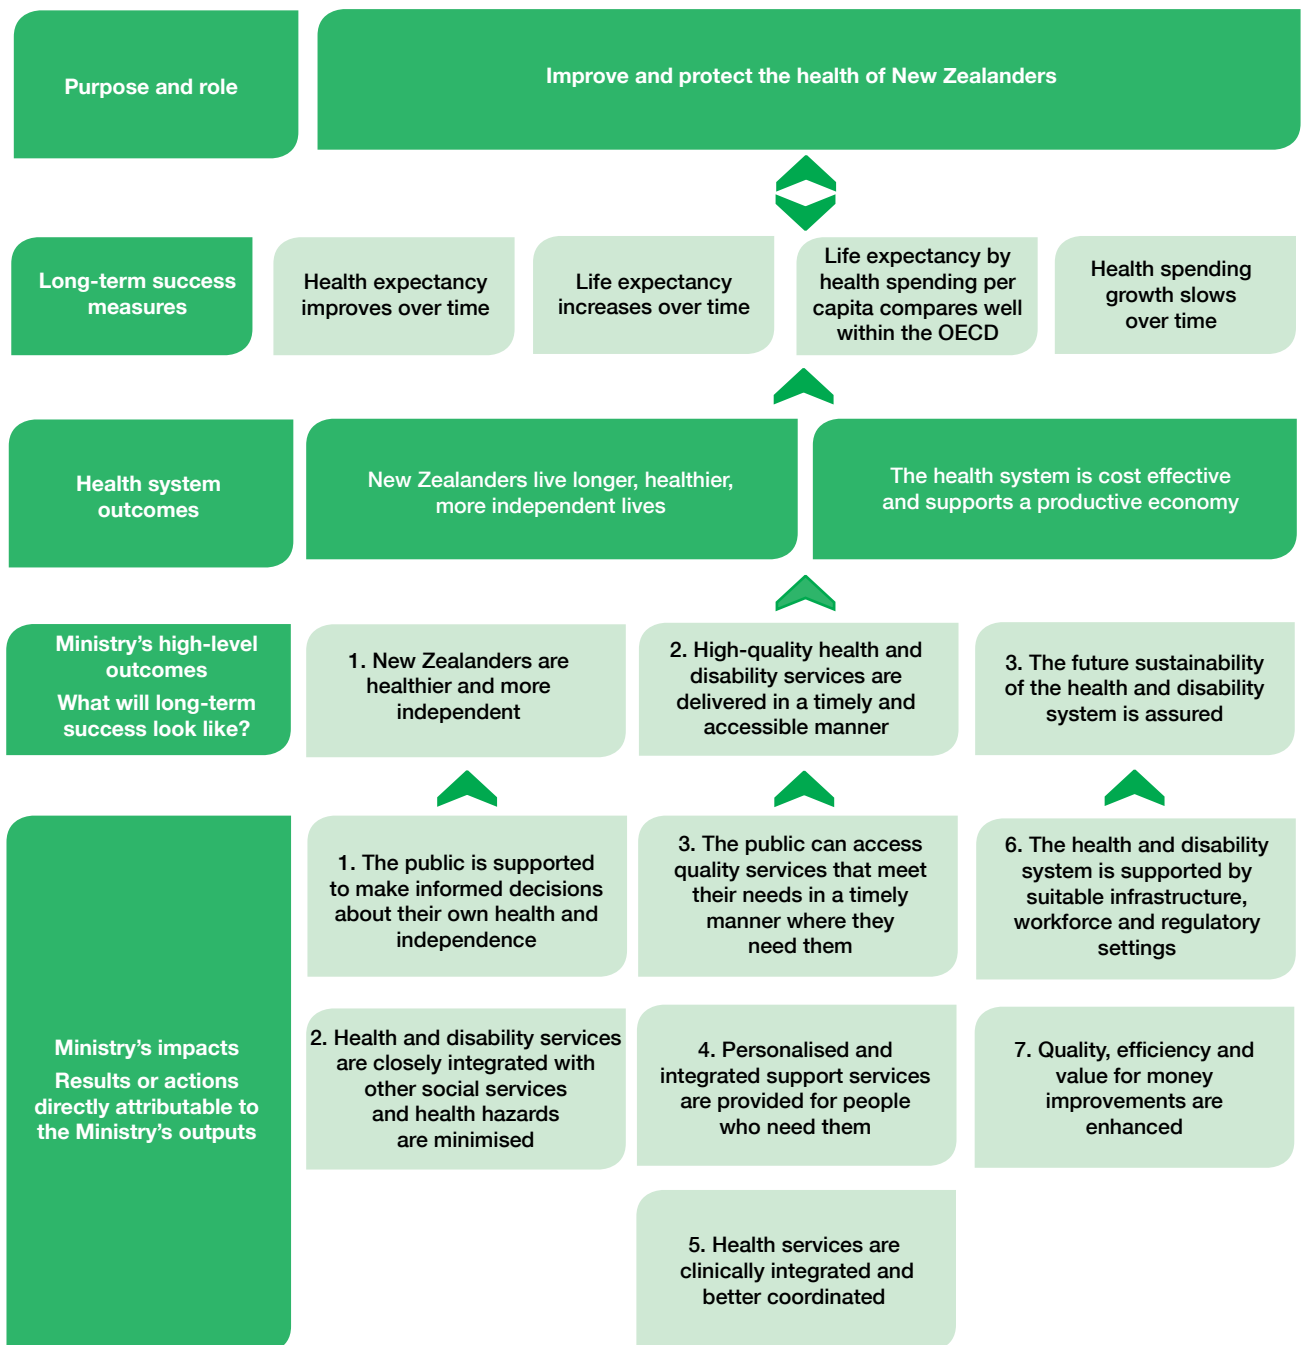 Purpose and role
Improve and protect the health of New Zealanders
Long-term success
measures
Health expectancy
improves over time
Life expectancy
increases over time
Life expectancy by
health spending per
capita compares well
within the OECD
Health spending
growth slows
over time
Health system
outcomes
New Zealanders live longer, healthier,
more independent lives
The health system is cost effective
and supports a productive economy
Ministry’s high-level
outcomes
What will long-term
success look like?
1. New Zealanders are
healthier and more
independent
2. High-quality health and
disability services are
delivered in a timely and
accessible manner
3. The future sustainability
of the health and disability
system is assured
Ministry’s impacts
Results or actions
directly attributable to
the Ministry’s outputs
1. The public is supported
to make informed decisions
about their own health and
independence
3. The public can access
quality services that meet
their needs in a timely
manner where they
need them
6. The health and disability
system is supported by
suitable infrastructure,
workforce and regulatory
settings
2. Health and disability services
are closely integrated with
other social services
and health hazards
are minimised
4. Personalised and
integrated support services
are provided for people
who need them
7. Quality, efficiency and
value for money
improvements are
enhanced
5. Health services are
clinically integrated and
better coordinated